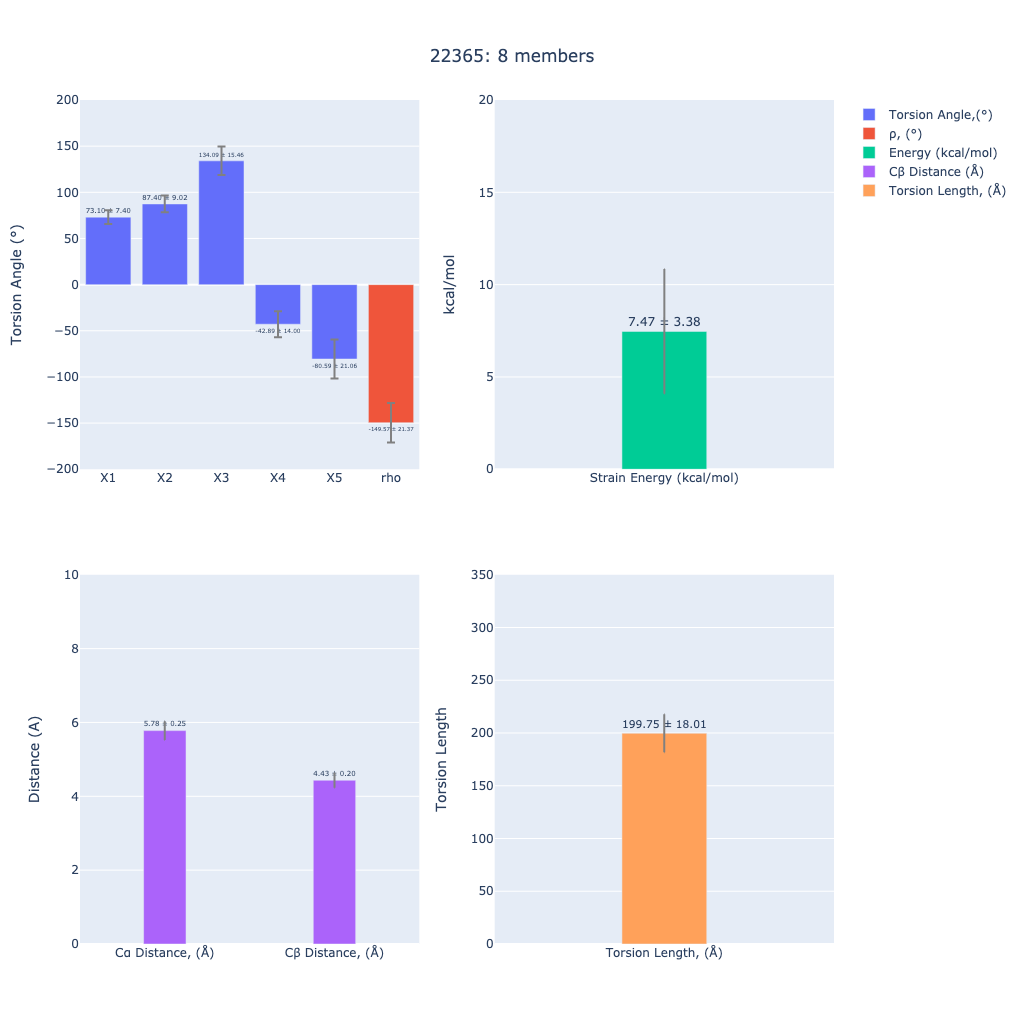 22365: 8 members
Torsion Angle (°)
200
150
100
50
0
−50
−100
−150
−200
73.10 ± 7.40
87.40 ± 9.02
134.09 ± 15.46
-42.89 ± 14.00
-80.59 ± 21.06
-149.57 ± 21.37
X1 X2 X3 X4 X5 rho
kcal/mol
20
15
10
5
0
7.47 ± 3.38
Strain Energy (kcal/mol)
Torsion Angle,(°)
ρ, (°)
Energy (kcal/mol)
Cβ Distance (Å)
Torsion Length, (Å)
Distance (A)
10
8
6
4
2
0
5.78 ± 0.25
4.43 ± 0.20
Cα Distance, (Å) Cβ Distance, (Å)
Torsion Length
350
300
250
200
150
100
50
0
199.75 ± 18.01
Torsion Length, (Å)